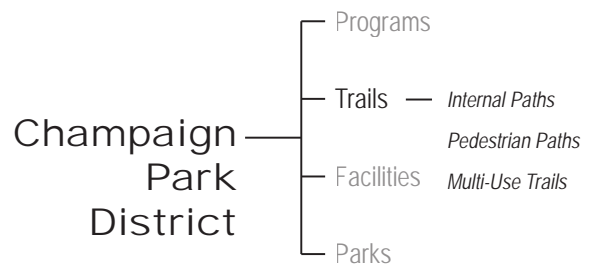 Champaign
Park
District
Programs
Trails
Facilities
Parks
Internal Paths
Pedestrian Paths
Multi-Use Trails